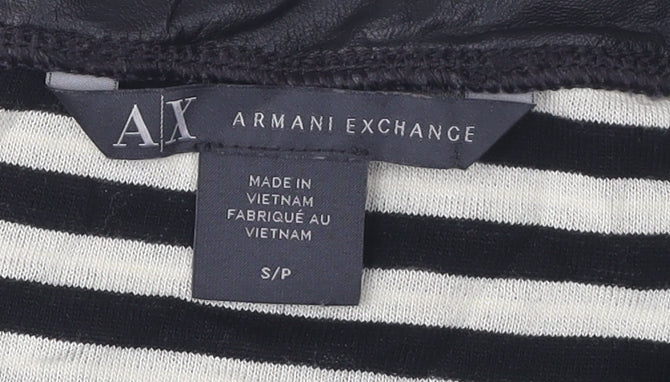 A|X ARMANI EXCHANGE
MADE IN
VIETNAM
FABRIQUÉ AU
VIETNAM
S/P